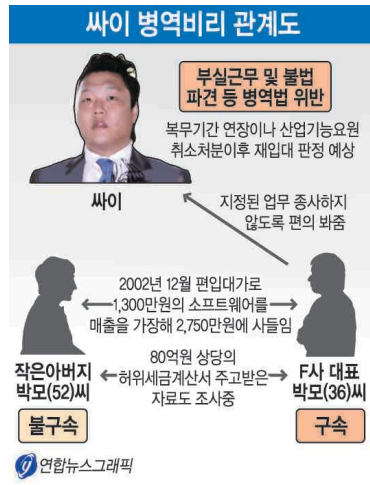 싸이 병역비리 관계도
부실근무 및 불법
파견 등 병역법 위반
복무기간 연장이나 산업기능요원
취소처분이후 재입대 판정 예상
싸이
지정된 업무 종사하지
않도록 편의 봐줌
2002년 12월 편입대가로
1,300만원의 소프트웨어를
매출을 가장해 2,750만원에 사들임
80억원 상당의
허위세금계산서 주고받은
자료도 조사중
작은아버지
박모(52)씨
불구속
F사 대표
박모(36)씨
구속
y 연합뉴스그래픽